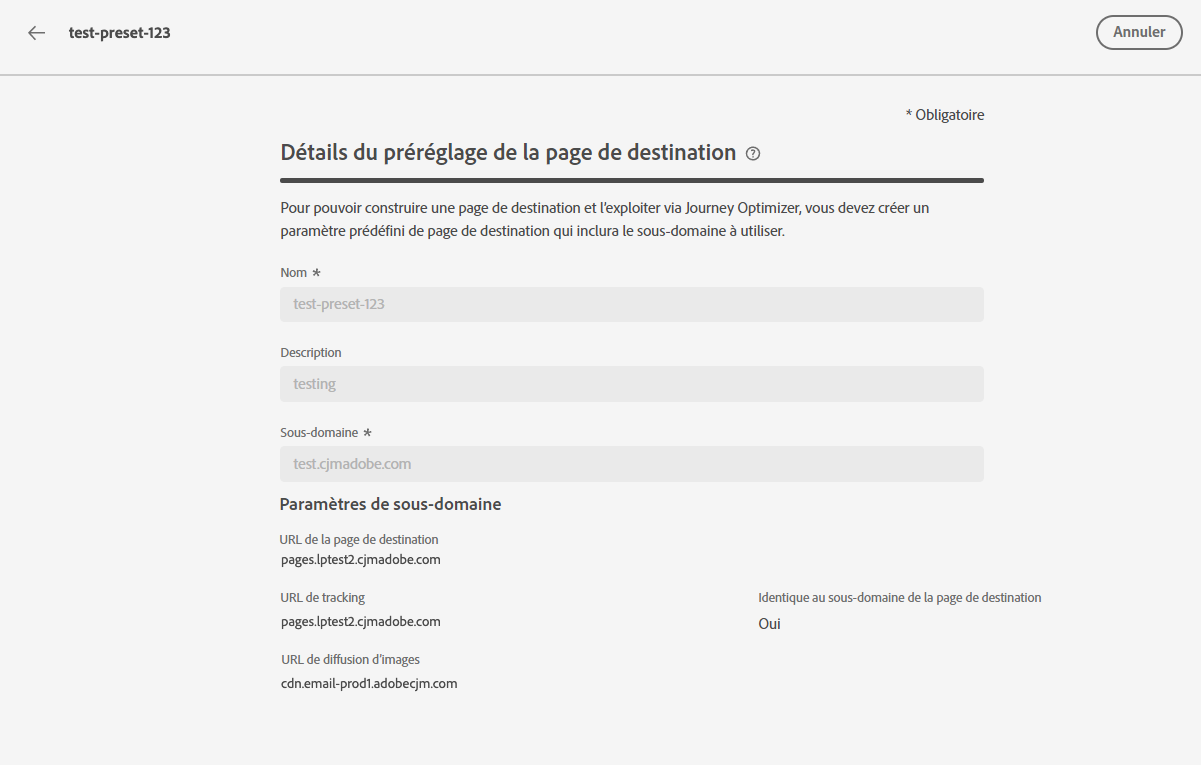 test-preset-123
Annuler
* Obligatoire
Détails du préréglage de la page de destination
Pour pouvoir construire une page de destination et l’exploiter via Journey Optimizer, vous devez créer un
paramètre prédéfini de page de destination qui inclura le sous-domaine à utiliser.
Nom *
test-preset-123
Description
testing
Sous-domaine *
test.cjmadobe.com
Paramètres de sous-domaine
URL de la page de destination
pages.lptest2.cjmadobe.com
URL de tracking
Identique au sous-domaine de la page de destination
pages.lptest2.cjmadobe.com
Oui
URL de diffusion d’images
cdn.email-prod1.adobecjm.com